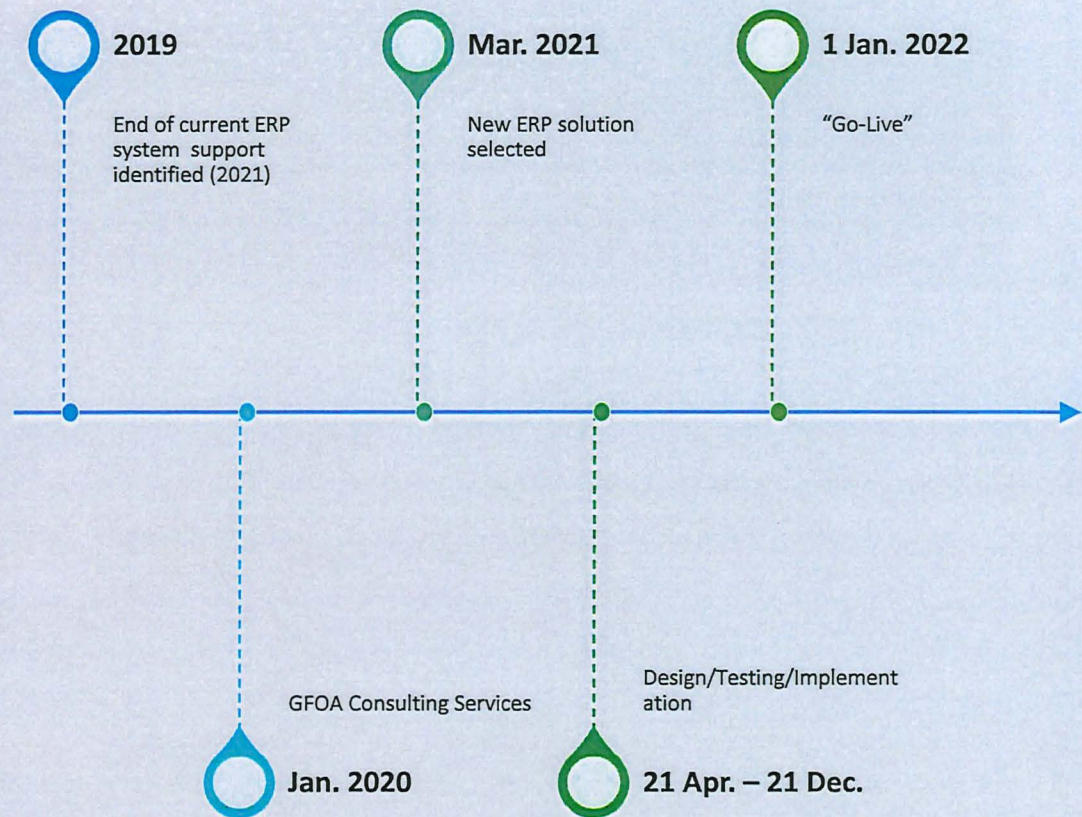 2019
End of current ERP
system support
identified (2021)
Mar. 2021
New ERP solution
selected
1 Jan. 2022
“Go-Live”
GFOA Consulting Services
Jan. 2020
Design/Testing/Implement
ation
21 Apr. – 21 Dec.